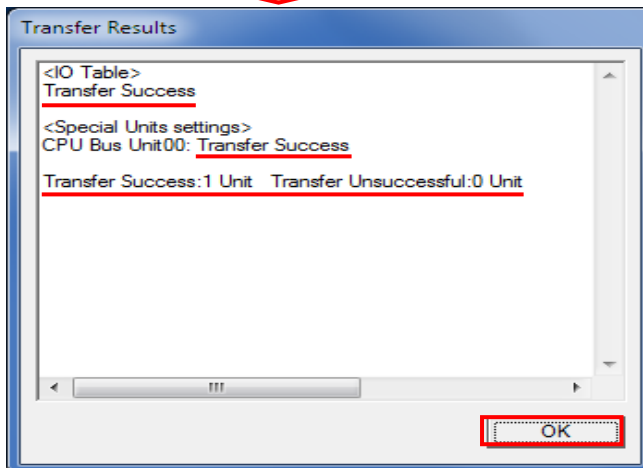 Transfer Results
<IO Table>
Transfer Success
<Special Units settings>
CPU Bus Unit00: Transfer Success
Transfer Success:1 Unit   Transfer Unsuccessful:0 Unit
OK